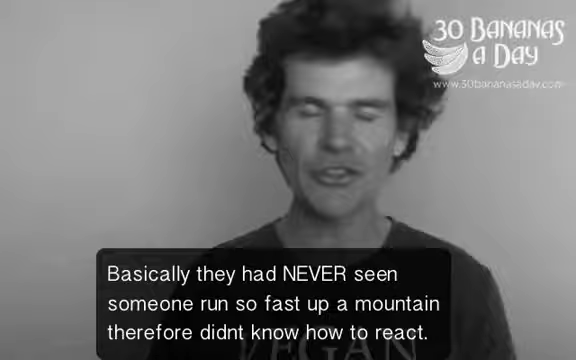 30 BANANAS
A DAY
www.30bananasaday.com
Basically they had NEVER seen
someone run so fast up a mountain
therefore didnt know how to react.
VEGAN